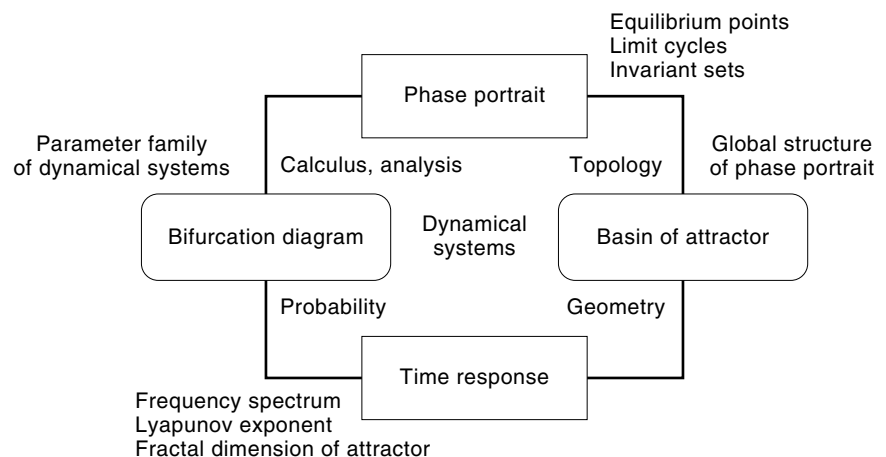 Equilibrium points
Limit cycles
Invariant sets
Phase portrait
Parameter family
of dynamical systems
Global structure
of phase portrait
Calculus, analysis
Topology
Bifurcation diagram
Dynamical
systems
Basin of attractor
Probability
Geometry
Time response
Frequency spectrum
Lyapunov exponent
Fractal dimension of attractor